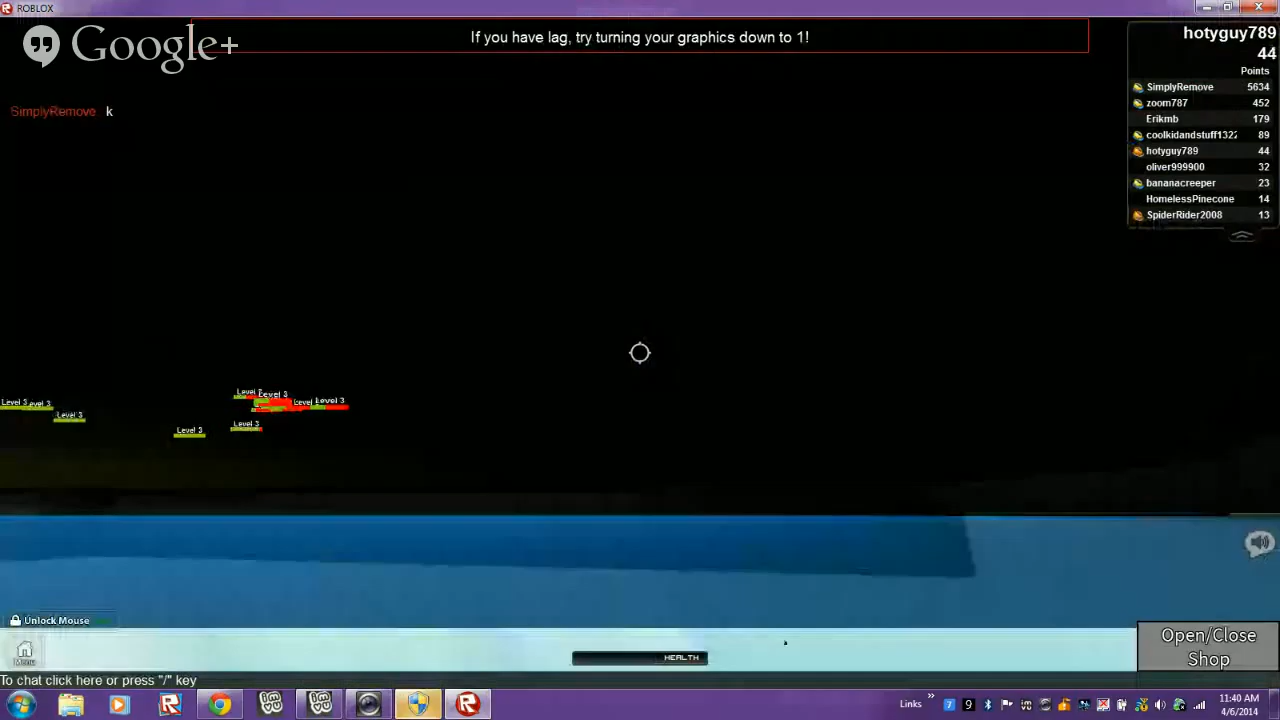 ROBLOX
Google+
If you have lag, try turning your graphics down to 1!
hotyguy789
44
Points
SimplyRemove 5634
zoom787 452
Erikmb 179
coolkidandstuff1322 89
hotyguy789 44
oliver999900 32
bananacreeper 23
HomelessPinecone 14
SpiderRider2008 13
SimplyRemove k
Level 3
Level 3
Level 3
Level 3
Level 3
Level 3
Level 3
Unlock Mouse
Menu
HEALTH
Open/Close
Shop
To chat click here or press "/" key
Links
11:40 AM
4/6/2014